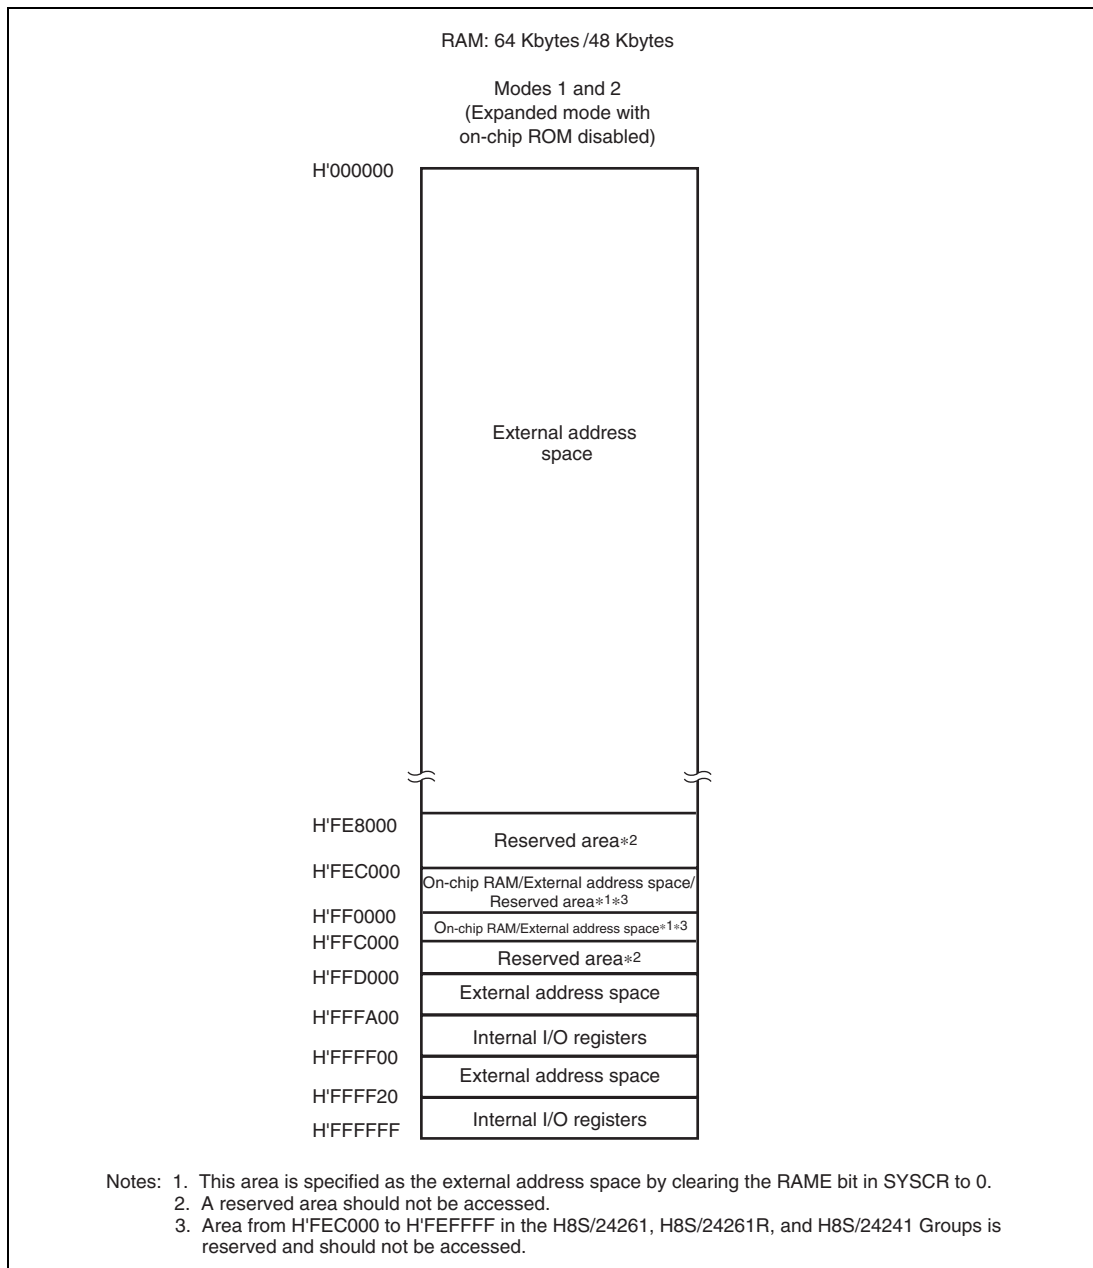 RAM: 64 Kbytes /48 Kbytes
Modes 1 and 2
(Expanded mode with
on-chip ROM disabled)
H'000000
External address
space
H'FE8000
Reserved area*2
H'FEC000
On-chip RAM/External address space/
Reserved area*1*3
H'FF0000
On-chip RAM/External address space*1*3
H'FFC000
Reserved area*2
H'FFD000
External address space
H'FFFA00
Internal I/O registers
H'FFFF00
External address space
H'FFFF20
Internal I/O registers
H'FFFFFF
Notes: 1. This area is specified as the external address space by clearing the RAME bit in SYSCR to 0.
2. A reserved area should not be accessed.
3. Area from H'FEC000 to H'FEFFFF in the H8S/24261, H8S/24261R, and H8S/24241 Groups is
reserved and should not be accessed.